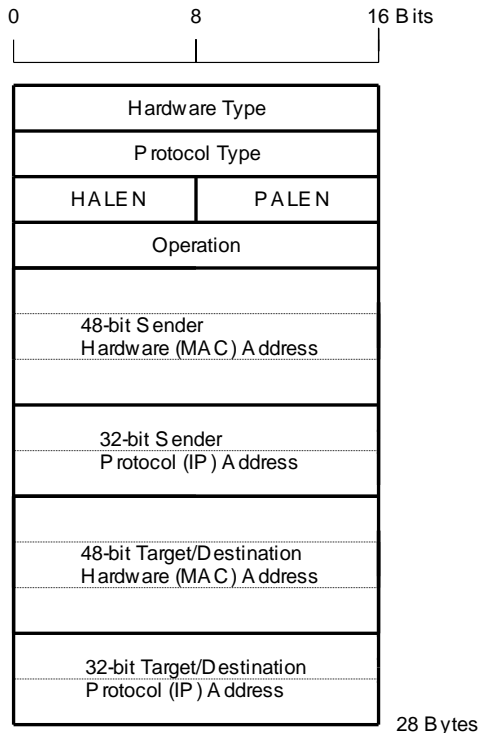 0 8 16 Bits
Hardware Type
Protocol Type
HALEN PALEN
Operation
48-bit Sender
Hardware (MAC) Address
32-bit Sender
Protocol (IP) Address
48-bit Target/Destination
Hardware (MAC) Address
32-bit Target/Destination
Protocol (IP) Address
28 Bytes